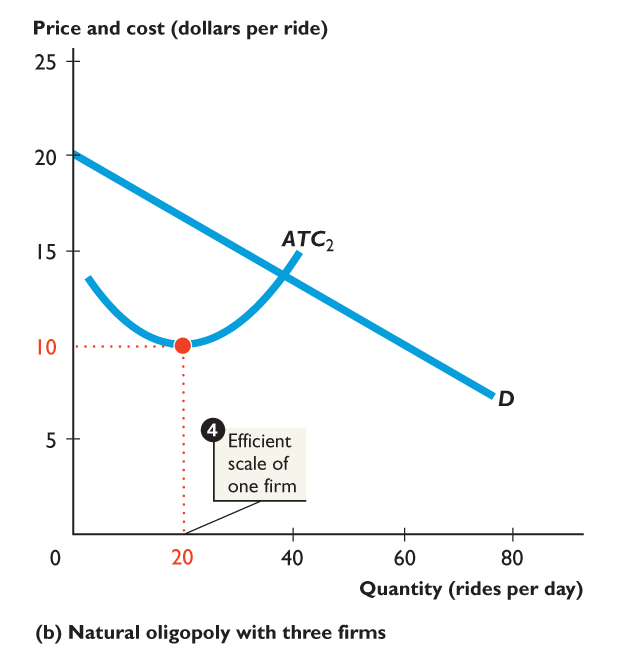 Price and cost (dollars per ride)
25
20
15
ATC2
10
D
5
4
Efficient
scale of
one firm
0
20
40
60
80
Quantity (rides per day)
(b) Natural oligopoly with three firms